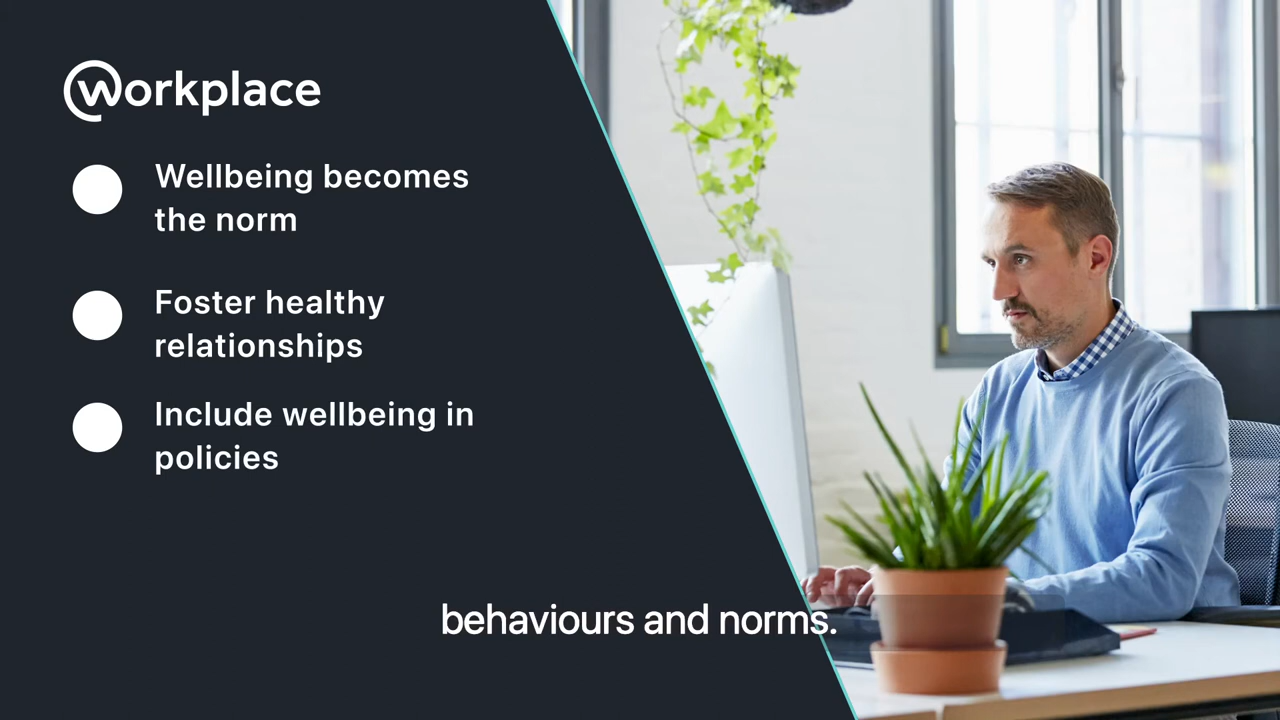 Workplace
Wellbeing becomes
the norm
Foster healthy
relationships
Include wellbeing in
policies
behaviours and norms.